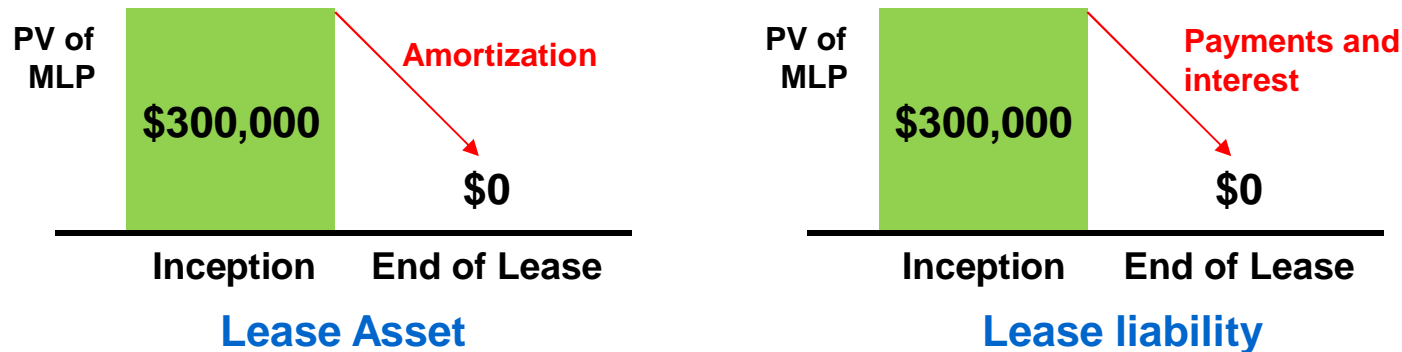 PV of
MLP
Amortization
$300,000
$0
Inception
End of Lease
Lease Asset
PV of
MLP
Payments and
interest
$300,000
$0
Inception
End of Lease
Lease liability